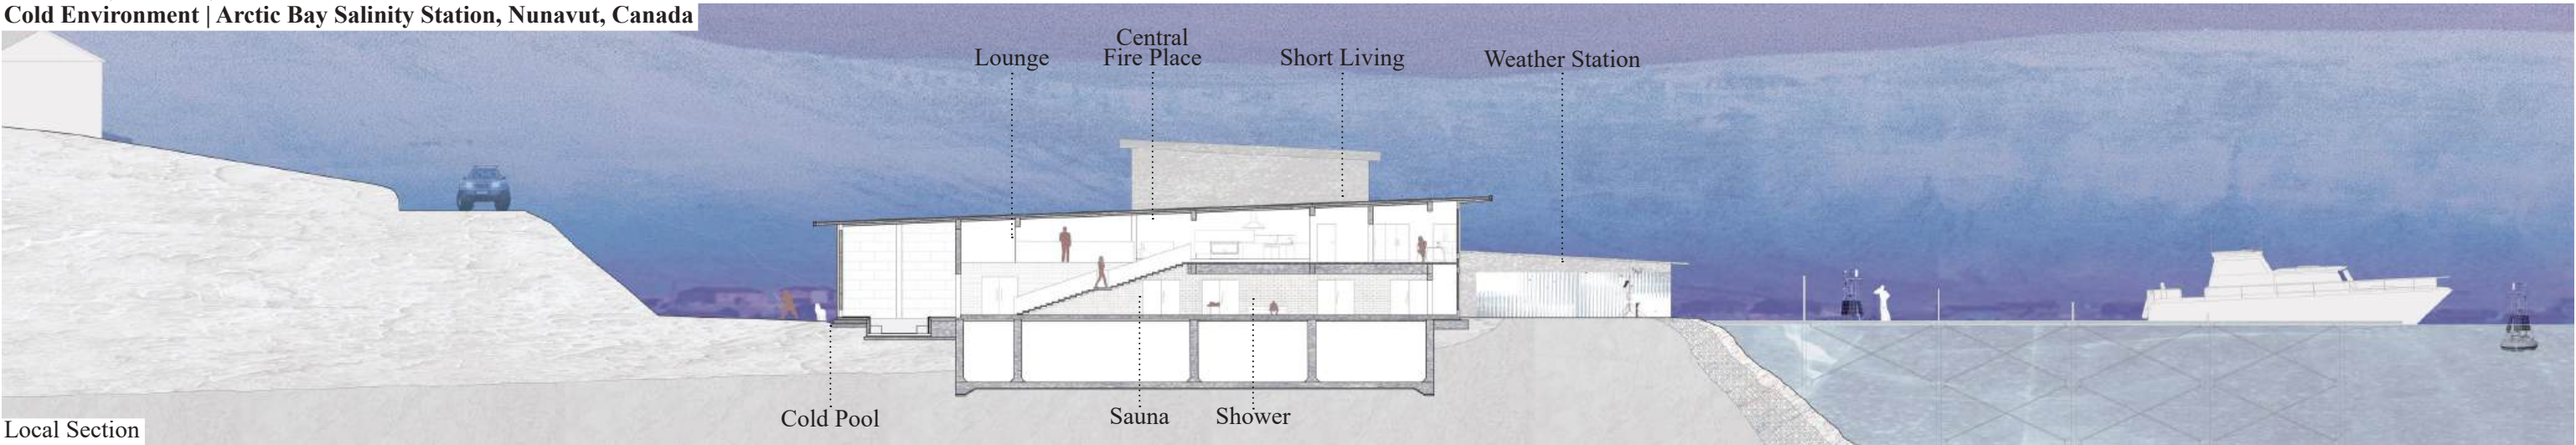 Cold Environment | Arctic Bay Salinity Station, Nunavut, Canada
Lounge
Central
Fire Place
Short Living
Weather Station
Cold Pool
Sauna
Shower
Local Section